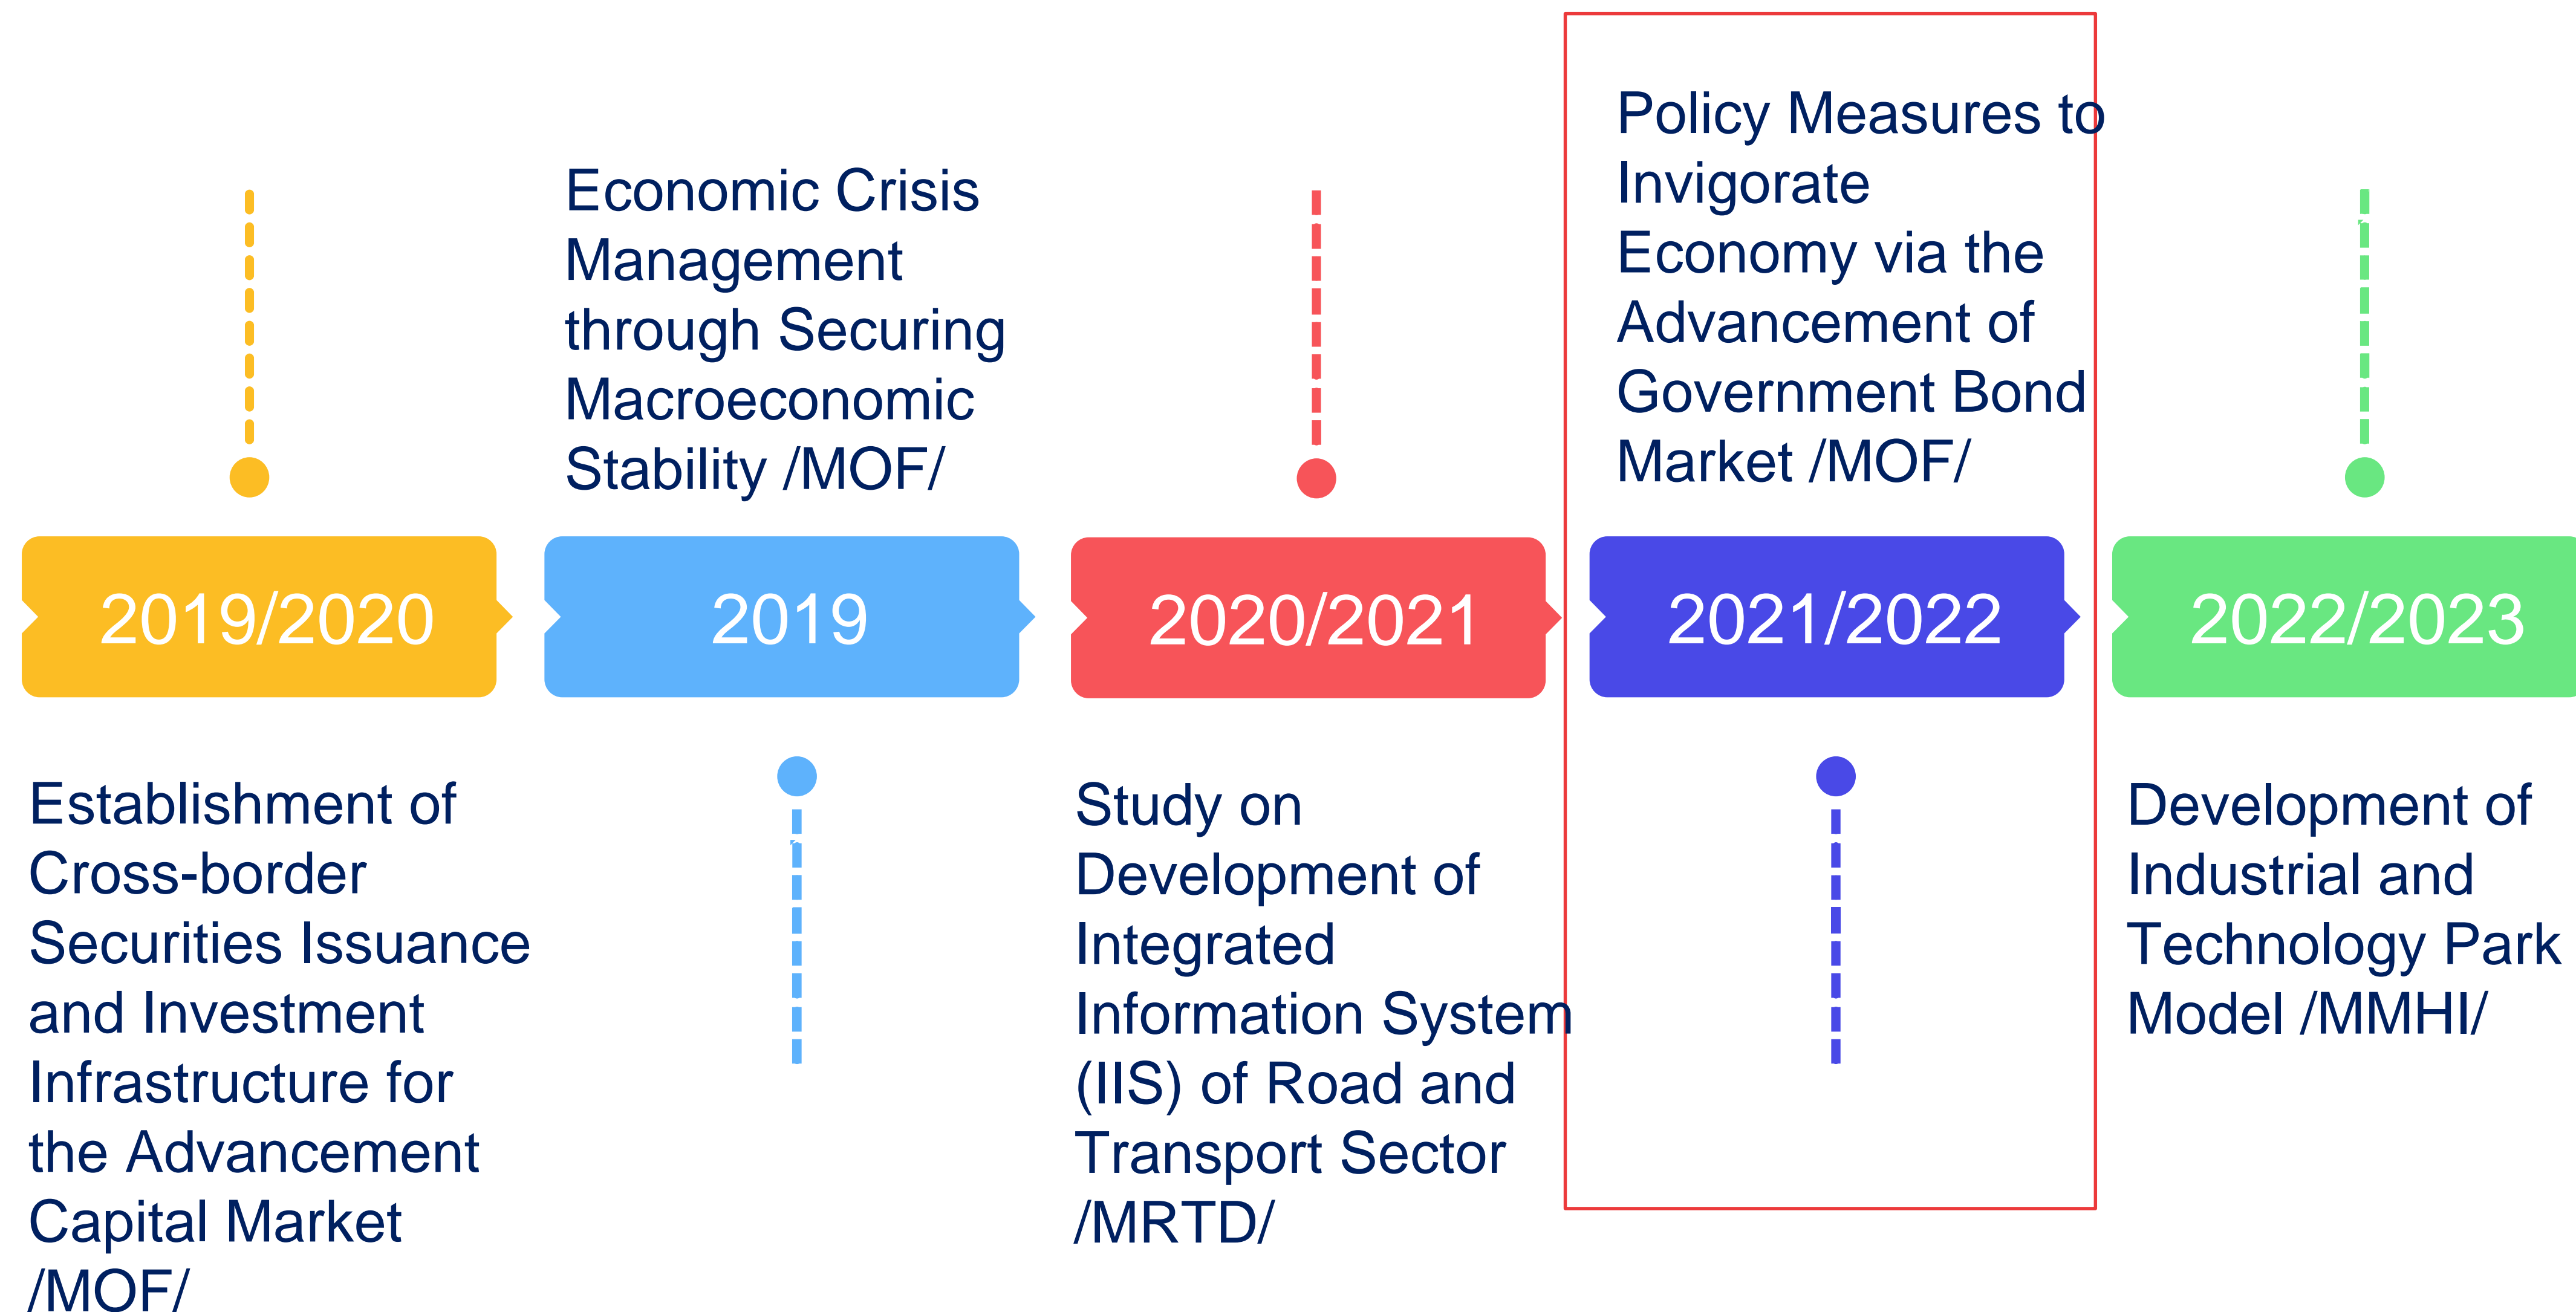 Economic Crisis
Management
through Securing
Macroeconomic
Stability /MOF/
Policy Measures to
Invigorate
Economy via the
Advancement of
Government Bond
Market /MOF/
2019/2020
2019
2020/2021
2021/2022
2022/2023
Establishment of
Cross-border
Securities Issuance
and Investment
Infrastructure for
the Advancement
Capital Market
/MOF/
Study on
Development of
Integrated
Information System
(IIS) of Road and
Transport Sector
/MRTD/
Development of
Industrial and
Technology Park
Model /MMHI/